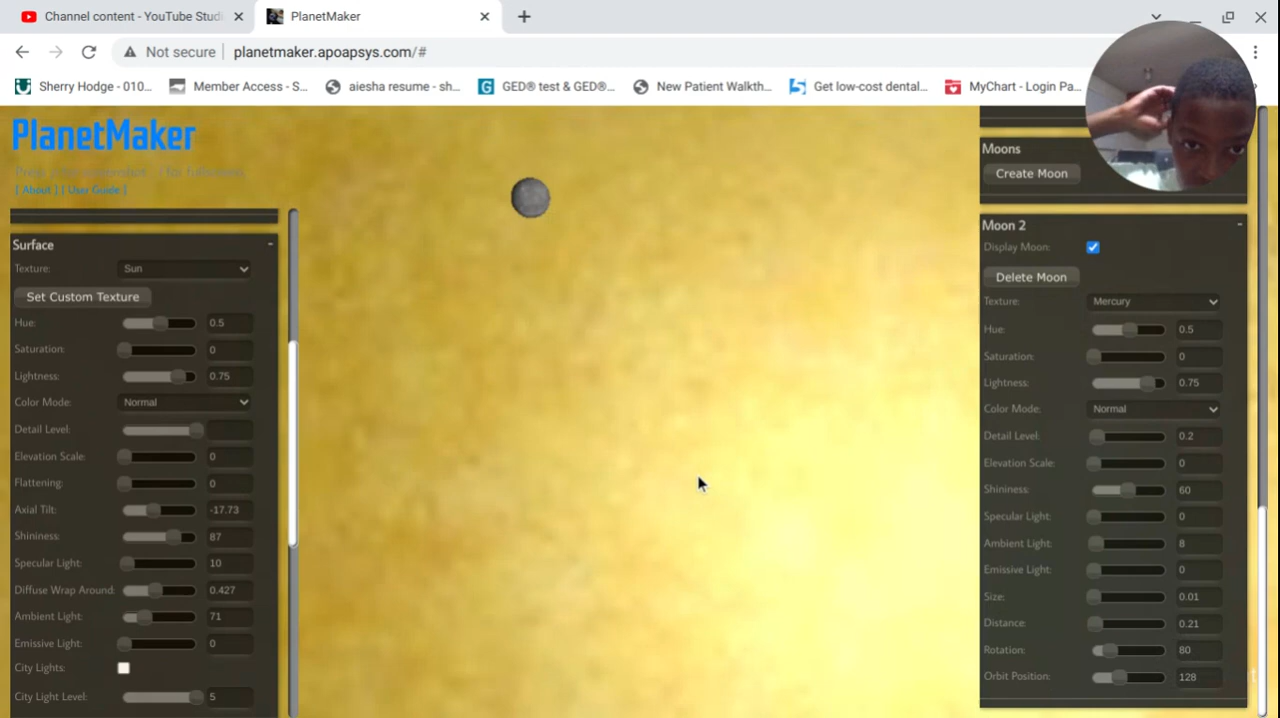 Channel content - YouTube Studi
PlanetMaker
Not secure
planetmaker.apoapsys.com/#
Sherry Hodge - 010...
Member Access - S...
aiesha resume - sh...
GED® test & GED®...
New Patient Walkth...
Get low-cost dental...
MyChart - Login Pa...
PlanetMaker
[ About ] [ User Guide ]
Surface -
Texture: Sun
Set Custom Texture
Hue: 0.5
Saturation: 0
Lightness: 0.75
Color Mode: Normal
Detail Level:
Elevation Scale: 0
Flattening: 0
Axial Tilt: -17.73
Shininess: 87
Specular Light: 10
Diffuse Wrap Around: 0.427
Ambient Light: 71
Emissive Light: 0
City Lights:
City Light Level: 5
Moons
Create Moon
Moon 2 -
Display Moon:
Delete Moon
Texture: Mercury
Hue: 0.5
Saturation: 0
Lightness: 0.75
Color Mode: Normal
Detail Level: 0.2
Elevation Scale: 0
Shininess: 60
Specular Light: 0
Ambient Light: 8
Emissive Light: 0
Size: 0.01
Distance: 0.21
Rotation: 80
Orbit Position: 128